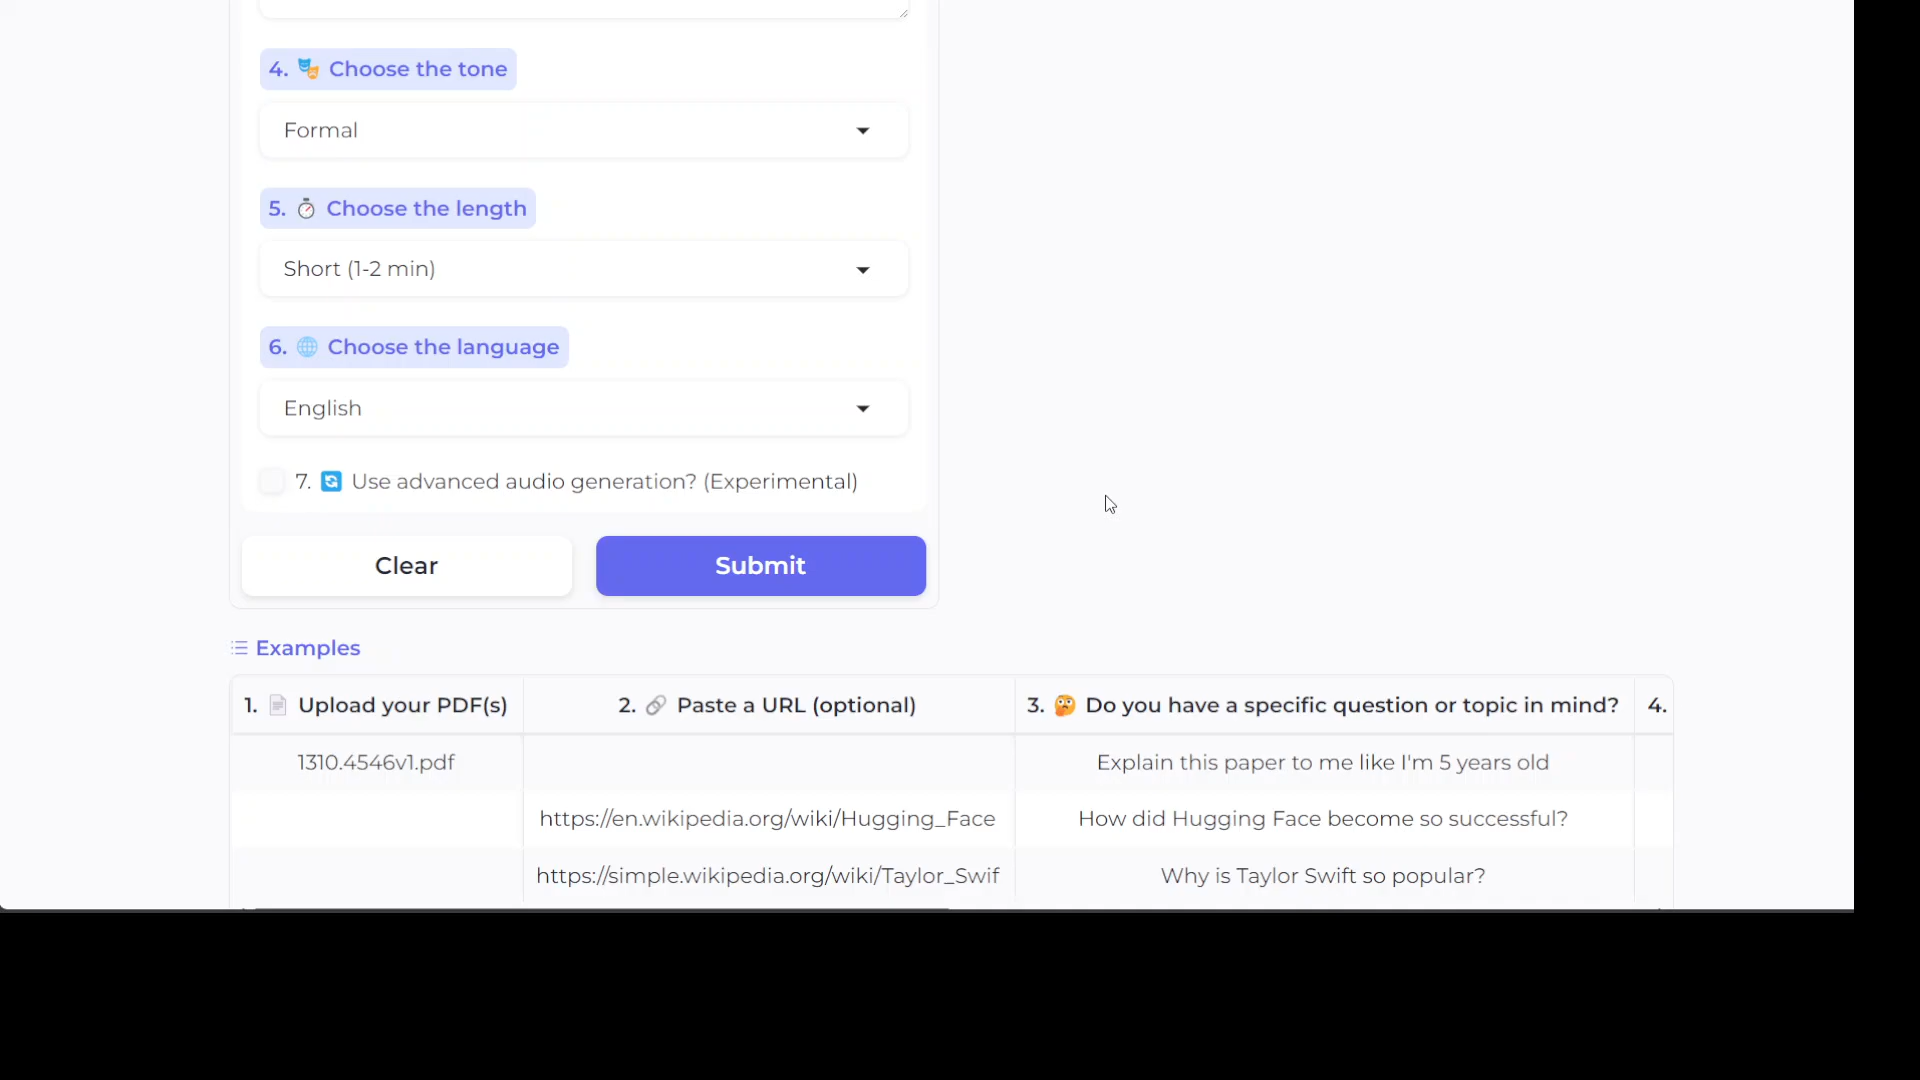 4. 🎭 Choose the tone
Formal
5. ⏱ Choose the length
Short (1-2 min)
6. 🌐 Choose the language
English
7. 🔄 Use advanced audio generation? (Experimental)
Clear Submit
Examples
1. 📄 Upload your PDF(s) 2. 🔗 Paste a URL (optional) 3. 🤔 Do you have a specific question or topic in mind? 4.
1310.4546v1.pdf Explain this paper to me like I'm 5 years old
https://en.wikipedia.org/wiki/Hugging_Face How did Hugging Face become so successful?
https://simple.wikipedia.org/wiki/Taylor_Swif Why is Taylor Swift so popular?